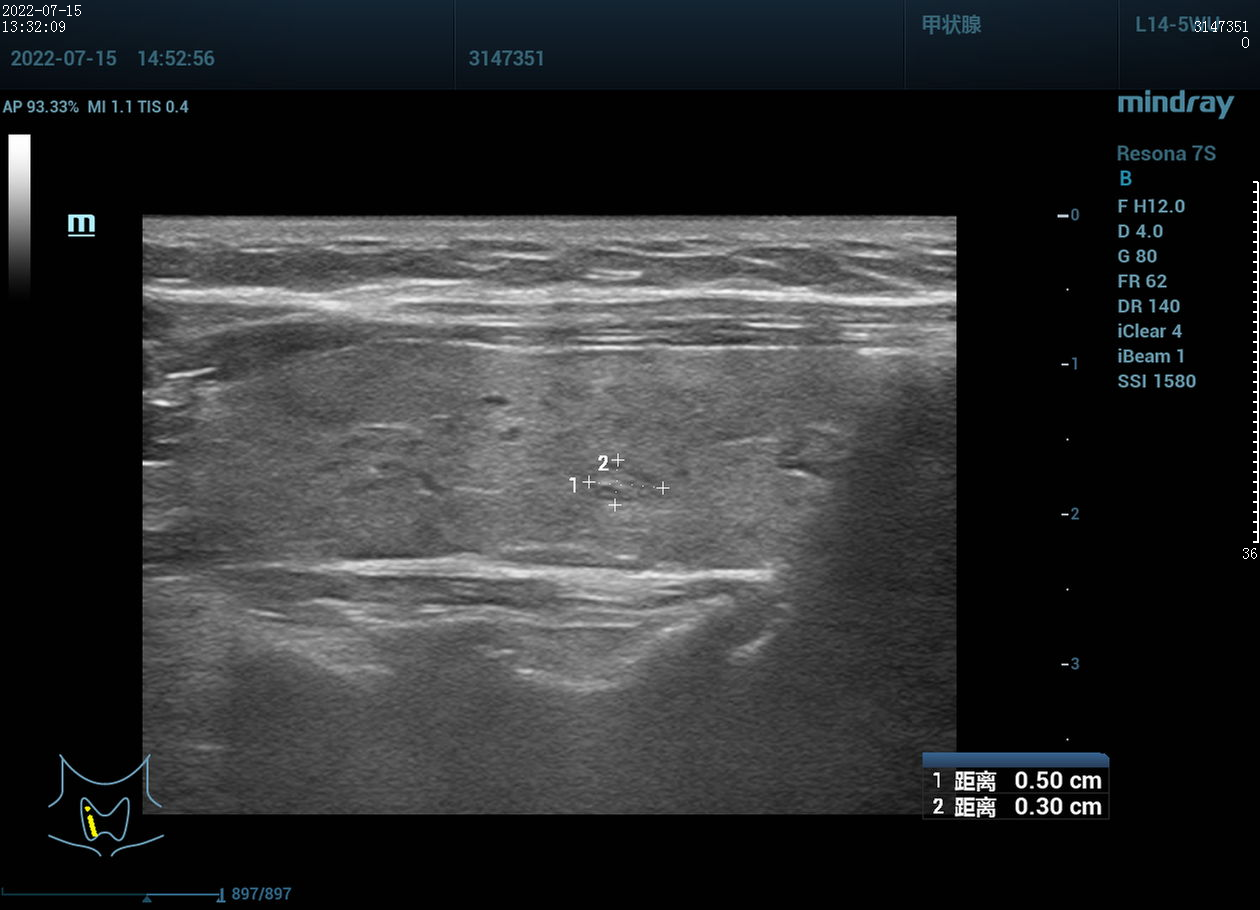 2022-07-15
13:32:09
2022-07-15 14:52:56
3147351
甲状腺
L14-5WU
3147351
0
AP 93.33% MI 1.1 TIS 0.4
mindray
Resona 7S
B
F H12.0
D 4.0
G 80
FR 62
DR 140
iClear 4
iBeam 1
SSI 1580
m
0
1
2
3
36
2
1
1 距离 0.50 cm
2 距离 0.30 cm
897/897